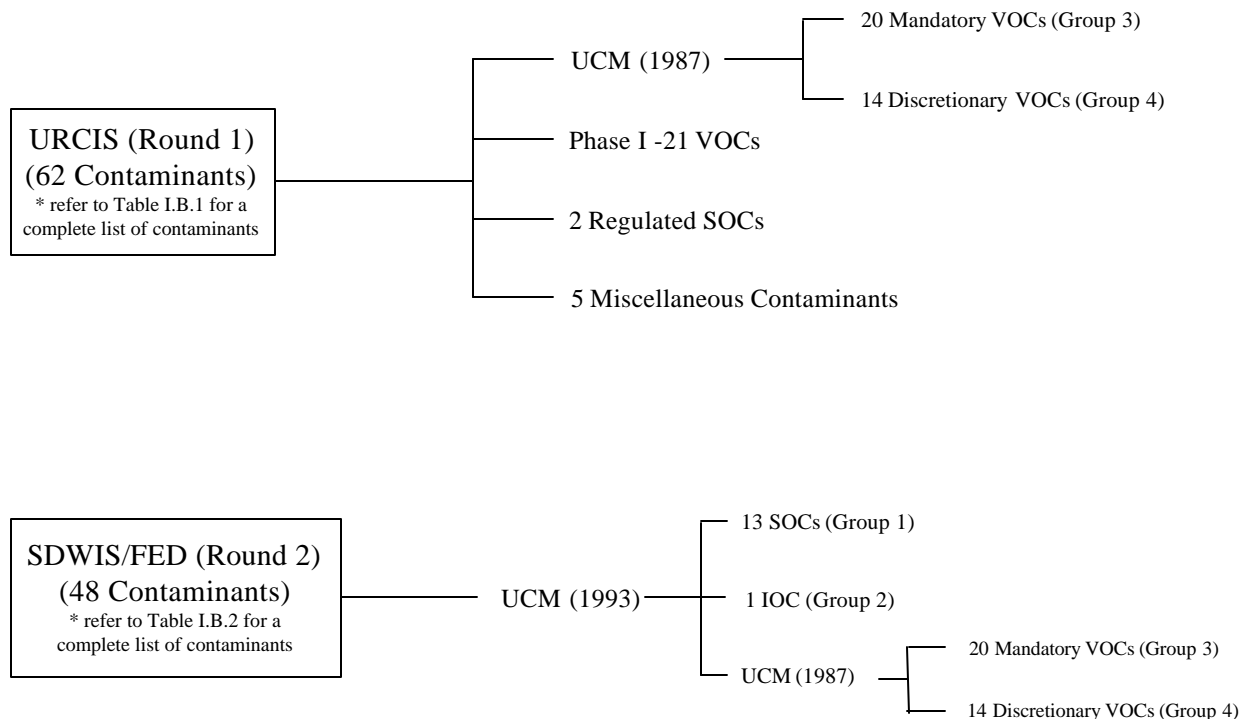 URCIS (Round 1)
(62 Contaminants)
* refer to Table I.B.1 for a
complete list of contaminants
UCM (1987)
20 Mandatory VOCs (Group 3)
14 Discretionary VOCs (Group 4)
Phase I -21 VOCs
2 Regulated SOCs
5 Miscellaneous Contaminants
SDWIS/FED (Round 2)
(48 Contaminants)
* refer to Table I.B.2 for a
complete list of contaminants
UCM (1993)
13 SOCs (Group 1)
1 IOC (Group 2)
UCM (1987)
20 Mandatory VOCs (Group 3)
14 Discretionary VOCs (Group 4)